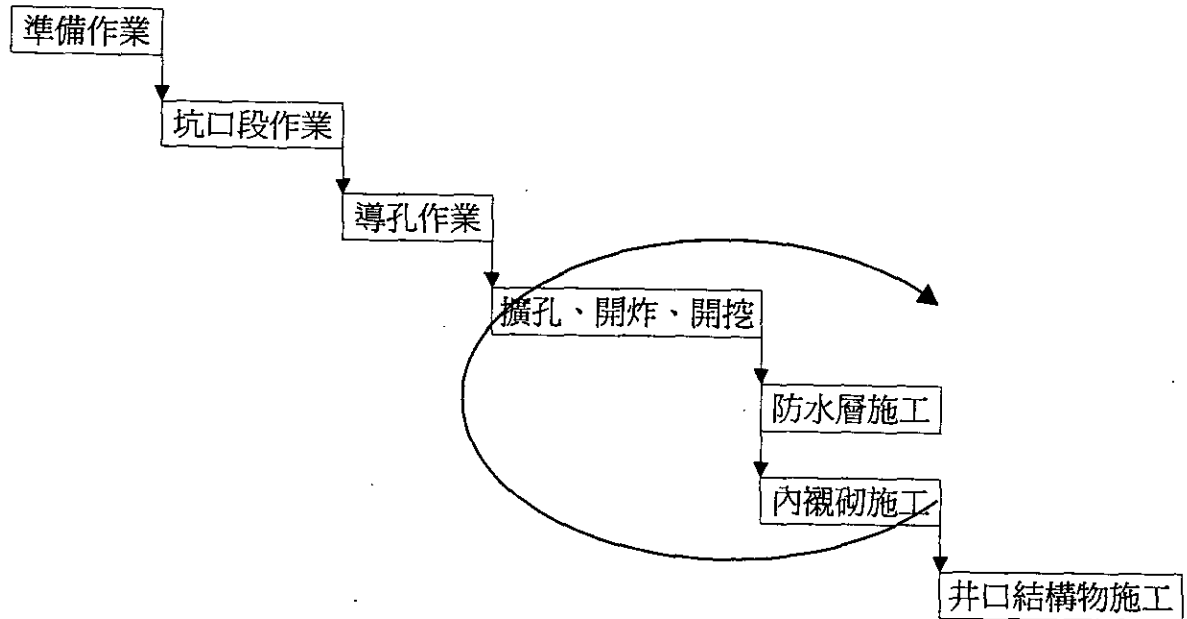 準備作業
坑口段作業
導孔作業
擴孔、開炸、開挖
防水層施工
內襯砌施工
井口結構物施工